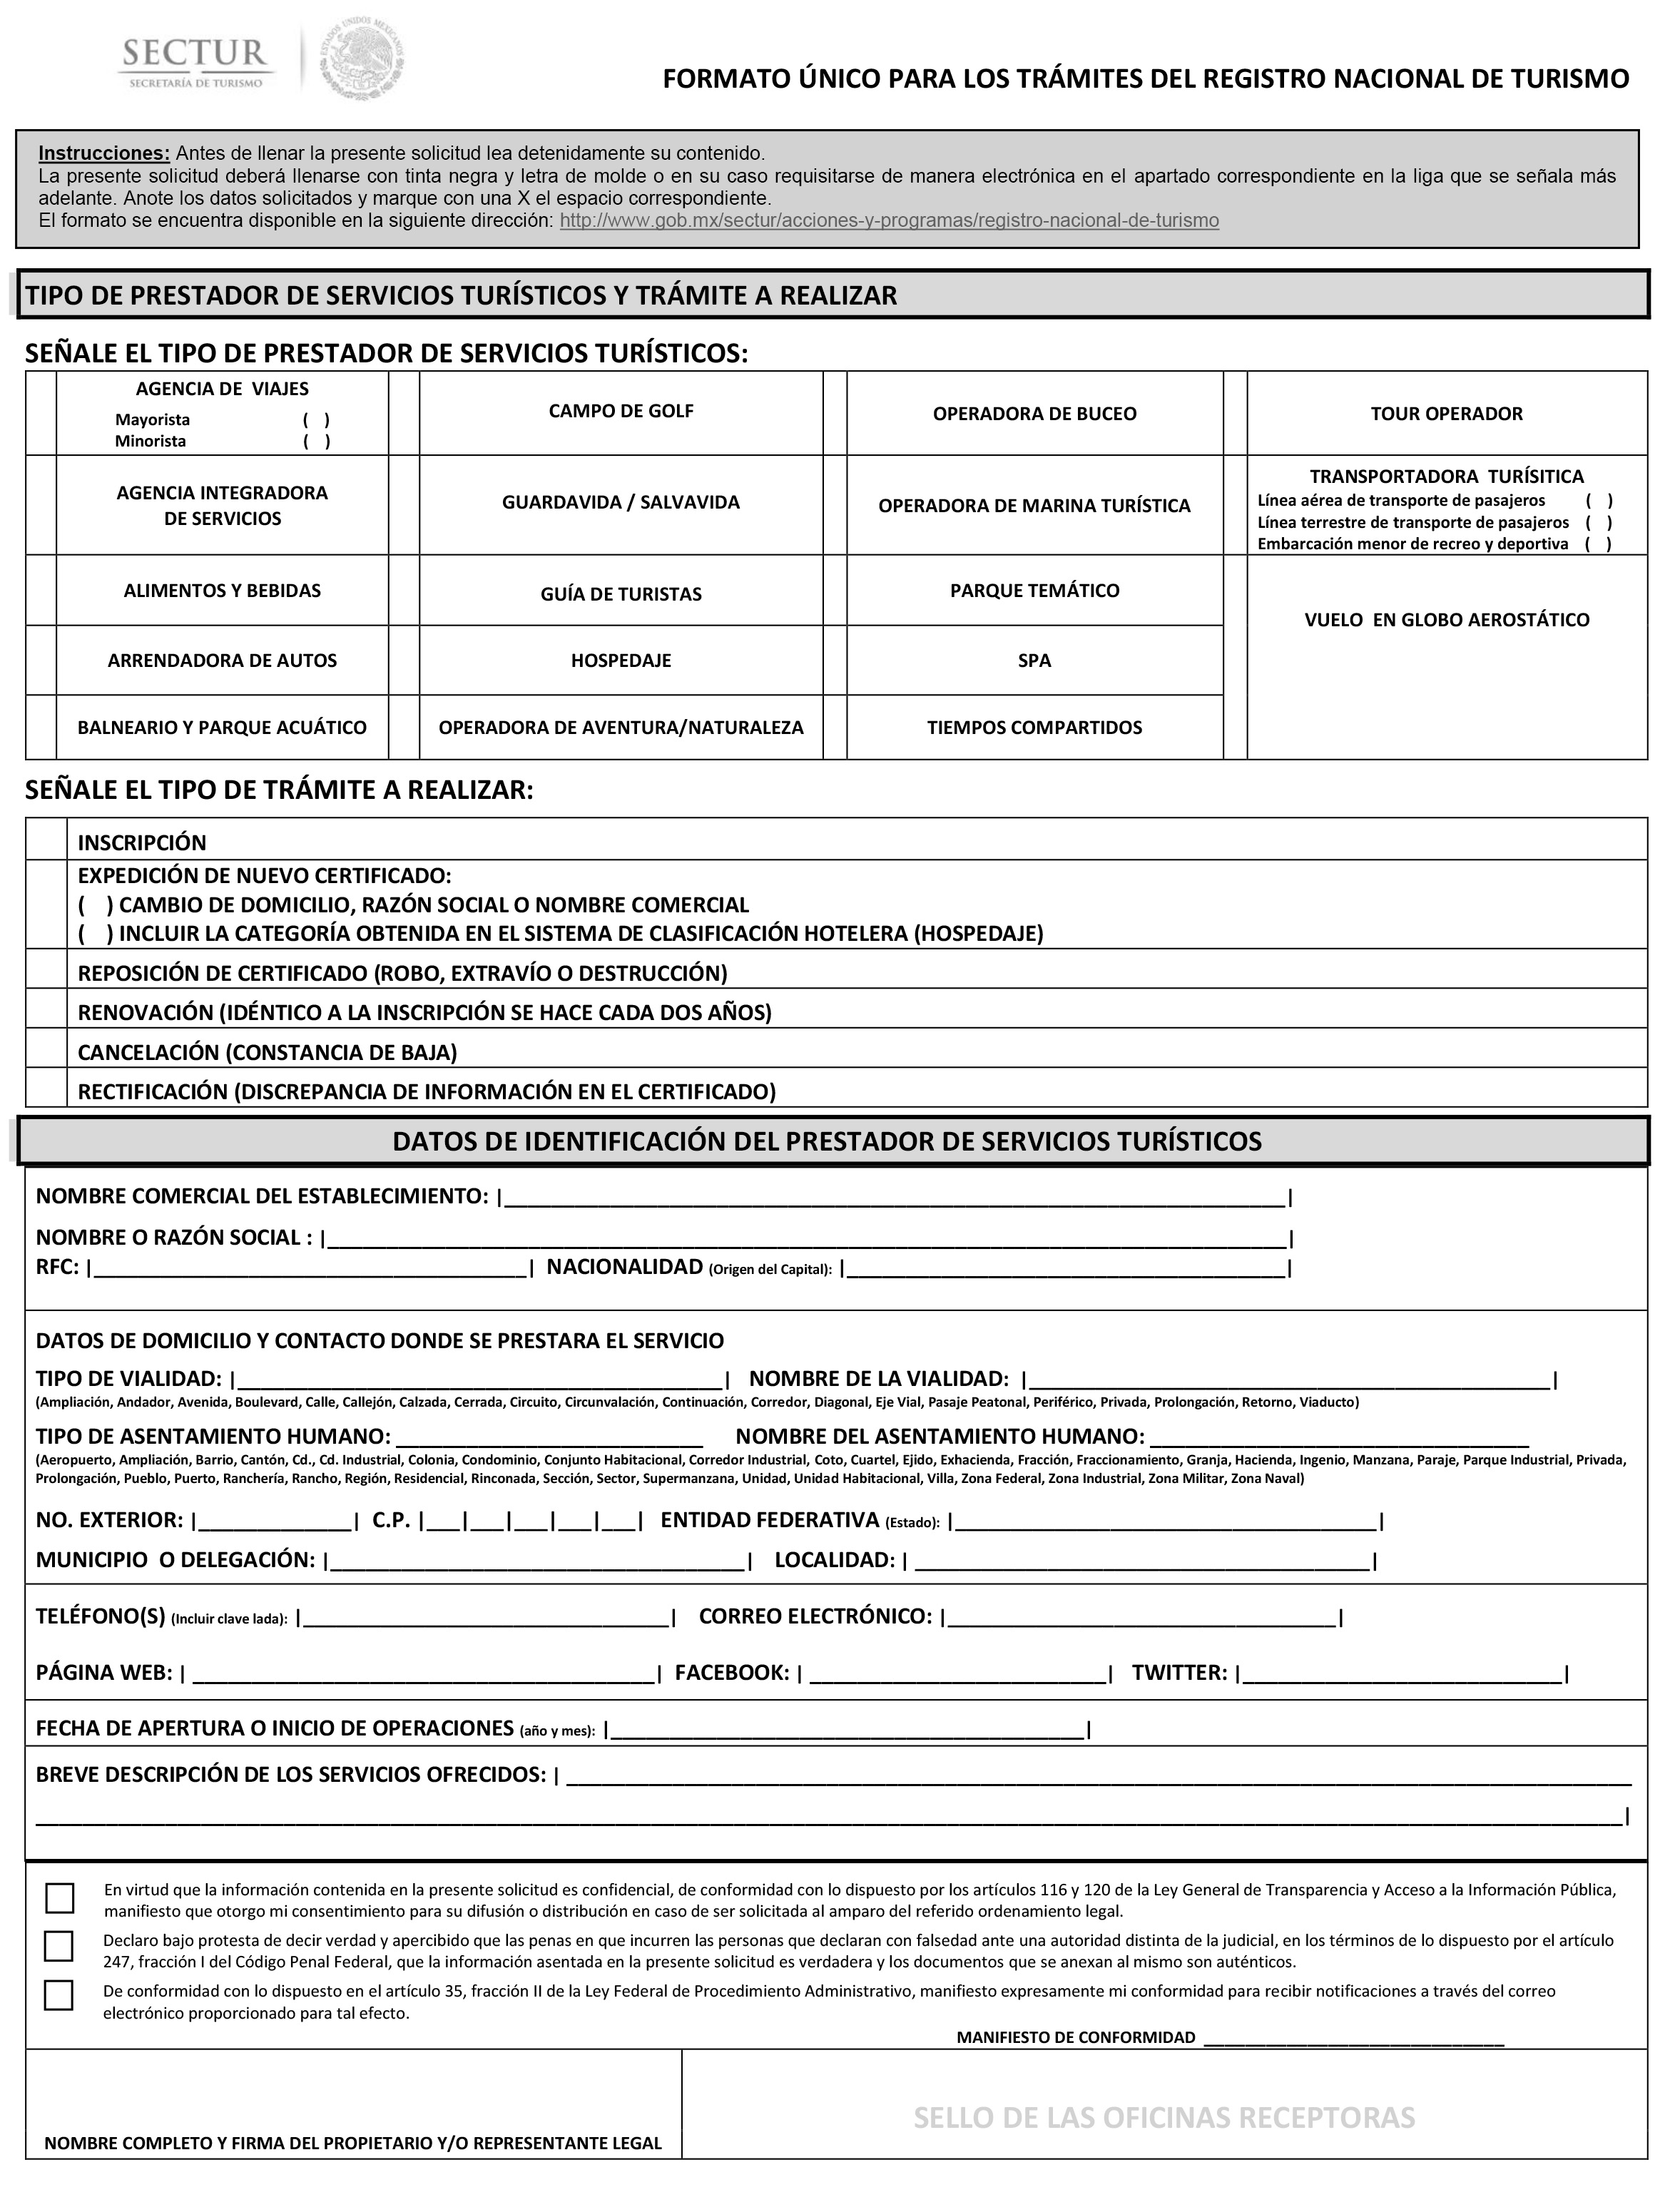 SECTUR
SECRETARÍA DE TURISMO
ESTADOS UNIDOS MEXICANOS
FORMATO ÚNICO PARA LOS TRÁMITES DEL REGISTRO NACIONAL DE TURISMO
Instrucciones: Antes de llenar la presente solicitud lea detenidamente su contenido.
La presente solicitud deberá llenarse con tinta negra y letra de molde o en su caso requisitarse de manera electrónica en el apartado correspondiente en la liga que se señala más
adelante. Anote los datos solicitados y marque con una X el espacio correspondiente.
El formato se encuentra disponible en la siguiente dirección: http://www.gob.mx/sectur/acciones-y-programas/registro-nacional-de-turismo
TIPO DE PRESTADOR DE SERVICIOS TURÍSTICOS Y TRÁMITE A REALIZAR
SEÑALE EL TIPO DE PRESTADOR DE SERVICIOS TURÍSTICOS:
AGENCIA DE VIAJES
Mayorista ( )
Minorista ( )
CAMPO DE GOLF
OPERADORA DE BUCEO
TOUR OPERADOR
AGENCIA INTEGRADORA
DE SERVICIOS
GUARDAVIDA / SALVAVIDA
OPERADORA DE MARINA TURÍSTICA
TRANSPORTADORA TURÍSITICA
Línea aérea de transporte de pasajeros ( )
Línea terrestre de transporte de pasajeros ( )
Embarcación menor de recreo y deportiva ( )
ALIMENTOS Y BEBIDAS
GUÍA DE TURISTAS
PARQUE TEMÁTICO
VUELO EN GLOBO AEROSTÁTICO
ARRENDADORA DE AUTOS
HOSPEDAJE
SPA
BALNEARIO Y PARQUE ACUÁTICO
OPERADORA DE AVENTURA/NATURALEZA
TIEMPOS COMPARTIDOS
SEÑALE EL TIPO DE TRÁMITE A REALIZAR:
INSCRIPCIÓN
EXPEDICIÓN DE NUEVO CERTIFICADO:
( ) CAMBIO DE DOMICILIO, RAZÓN SOCIAL O NOMBRE COMERCIAL
( ) INCLUIR LA CATEGORÍA OBTENIDA EN EL SISTEMA DE CLASIFICACIÓN HOTELERA (HOSPEDAJE)
REPOSICIÓN DE CERTIFICADO (ROBO, EXTRAVÍO O DESTRUCCIÓN)
RENOVACIÓN (IDÉNTICO A LA INSCRIPCIÓN SE HACE CADA DOS AÑOS)
CANCELACIÓN (CONSTANCIA DE BAJA)
RECTIFICACIÓN (DISCREPANCIA DE INFORMACIÓN EN EL CERTIFICADO)
DATOS DE IDENTIFICACIÓN DEL PRESTADOR DE SERVICIOS TURÍSTICOS
NOMBRE COMERCIAL DEL ESTABLECIMIENTO: |____________________|
NOMBRE O RAZÓN SOCIAL : |____________________|
RFC: |____________________| NACIONALIDAD (Origen del Capital): |____________________|
DATOS DE DOMICILIO Y CONTACTO DONDE SE PRESTARA EL SERVICIO
TIPO DE VIALIDAD: |____________________| NOMBRE DE LA VIALIDAD: |____________________|
(Ampliación, Andador, Avenida, Boulevard, Calle, Callejón, Calzada, Cerrada, Circuito, Circunvalación, Continuación, Corredor, Diagonal, Eje Vial, Pasaje Peatonal, Periférico, Privada, Prolongación, Retorno, Viaducto)
TIPO DE ASENTAMIENTO HUMANO: ____________________ NOMBRE DEL ASENTAMIENTO HUMANO: ____________________
(Aeropuerto, Ampliación, Barrio, Cantón, Cd., Cd. Industrial, Colonia, Condominio, Conjunto Habitacional, Corredor Industrial, Coto, Cuartel, Ejido, Exhacienda, Fracción, Fraccionamiento, Granja, Hacienda, Ingenio, Manzana, Paraje, Parque Industrial, Privada,
Prolongación, Pueblo, Puerto, Ranchería, Rancho, Región, Residencial, Rinconada, Sección, Sector, Supermanzana, Unidad, Unidad Habitacional, Villa, Zona Federal, Zona Industrial, Zona Militar, Zona Naval)
NO. EXTERIOR: |____________| C.P. |___|___|___|___|___| ENTIDAD FEDERATIVA (Estado): |____________________|
MUNICIPIO O DELEGACIÓN: |____________________| LOCALIDAD: | ____________________|
TELÉFONO(S) (Incluir clave lada): |____________________| CORREO ELECTRÓNICO: |____________________|
PÁGINA WEB: | ____________________| FACEBOOK: | ____________________| TWITTER: |____________________|
FECHA DE APERTURA O INICIO DE OPERACIONES (año y mes): |____________________|
BREVE DESCRIPCIÓN DE LOS SERVICIOS OFRECIDOS: | ____________________
____________________|
En virtud que la información contenida en la presente solicitud es confidencial, de conformidad con lo dispuesto por los artículos 116 y 120 de la Ley General de Transparencia y Acceso a la Información Pública,
manifiesto que otorgo mi consentimiento para su difusión o distribución en caso de ser solicitada al amparo del referido ordenamiento legal.
Declaro bajo protesta de decir verdad y apercibido que las penas en que incurren las personas que declaran con falsedad ante una autoridad distinta de la judicial, en los términos de lo dispuesto por el artículo
247, fracción I del Código Penal Federal, que la información asentada en la presente solicitud es verdadera y los documentos que se anexan al mismo son auténticos.
De conformidad con lo dispuesto en el artículo 35, fracción II de la Ley Federal de Procedimiento Administrativo, manifiesto expresamente mi conformidad para recibir notificaciones a través del correo
electrónico proporcionado para tal efecto.
MANIFIESTO DE CONFORMIDAD ____________________
SELLO DE LAS OFICINAS RECEPTORAS
NOMBRE COMPLETO Y FIRMA DEL PROPIETARIO Y/O REPRESENTANTE LEGAL